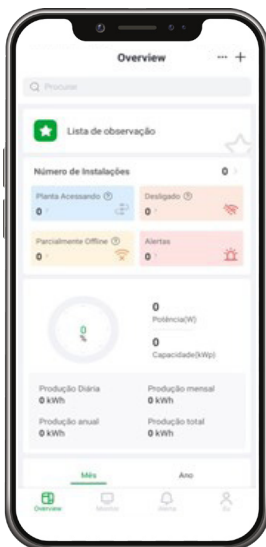 Overview
Procurar
Lista de observação
Número de Instalações 0
Planta Acessando
0
Desligado
0
Parcialmente Offline
0
Alertas
0
0
%
0
Potência(W)
0
Capacidade(kWp)
Produção Diária
0 kWh
Produção mensal
0 kWh
Produção anual
0 kWh
Produção total
0 kWh
Mês Ano
Overview Alerta Eu